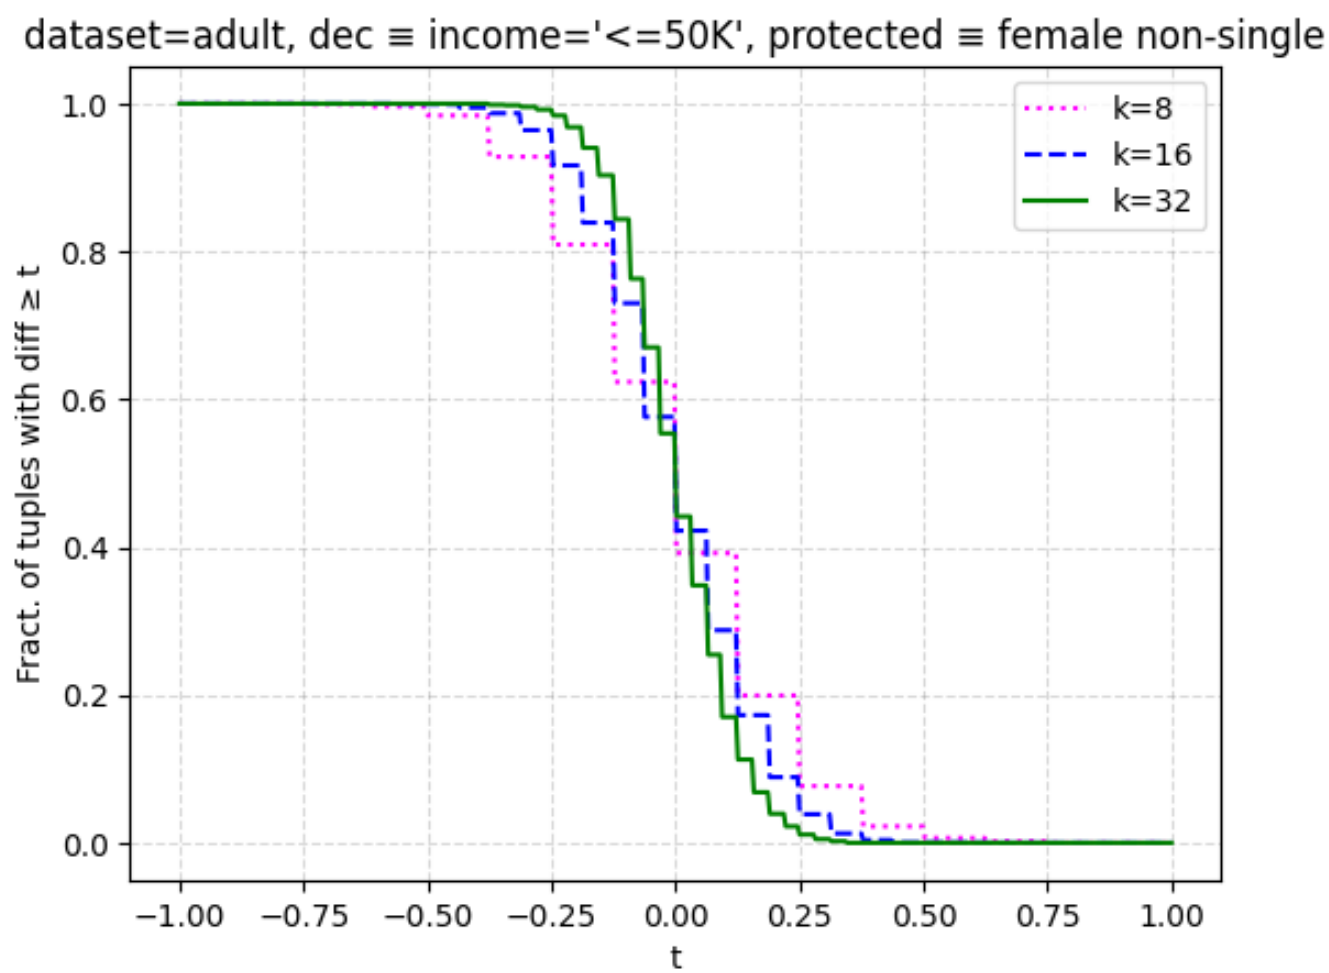 dataset=adult, dec ≡ income='<=50K', protected ≡ female non-single
k=8
k=16
k=32
Fract. of tuples with diff ≥ t
1.0
0.8
0.6
0.4
0.2
0.0
−1.00 −0.75 −0.50 −0.25 0.00 0.25 0.50 0.75 1.00
t